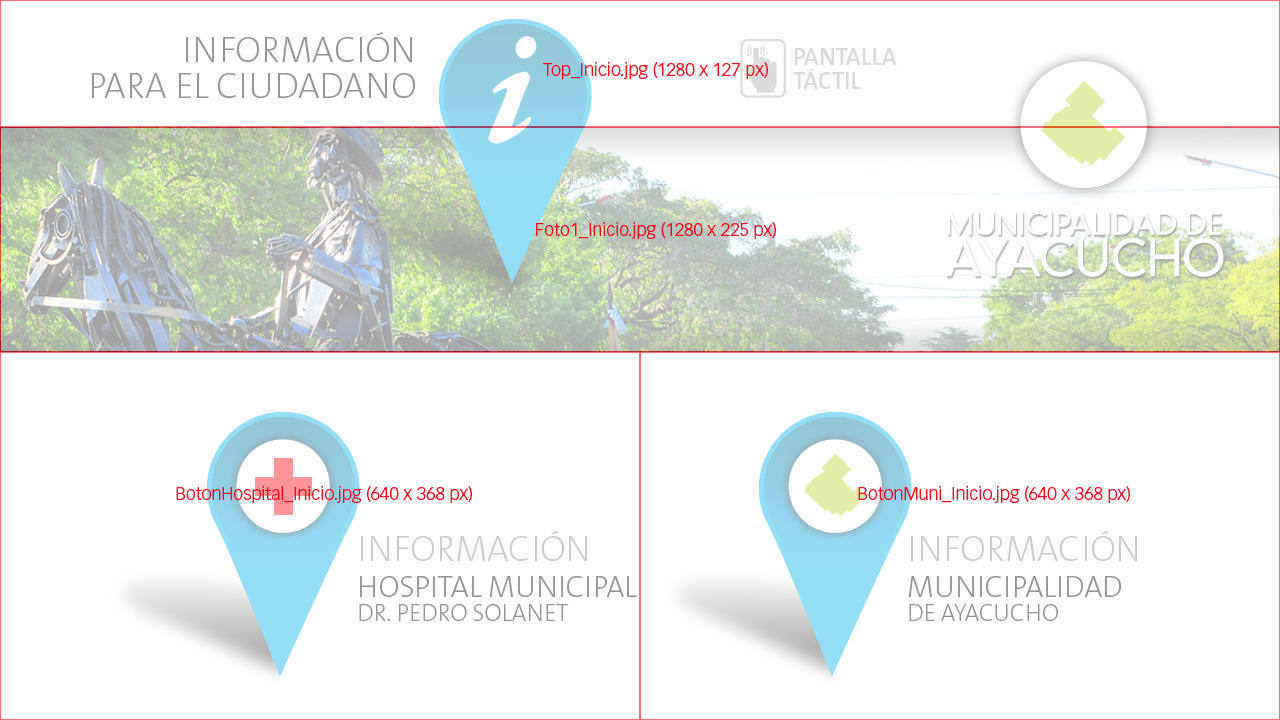 INFORMACIÓN
PARA EL CIUDADANO
i
Top_Inicio.jpg (1280 x 127 px)
PANTALLA
TÁCTIL
Foto1_Inicio.jpg (1280 x 225 px)
MUNICIPALIDAD DE
AYACUCHO
BotonHospital_Inicio.jpg (640 x 368 px)
INFORMACIÓN
HOSPITAL MUNICIPAL
DR. PEDRO SOLANET
BotonMuni_Inicio.jpg (640 x 368 px)
INFORMACIÓN
MUNICIPALIDAD
DE AYACUCHO